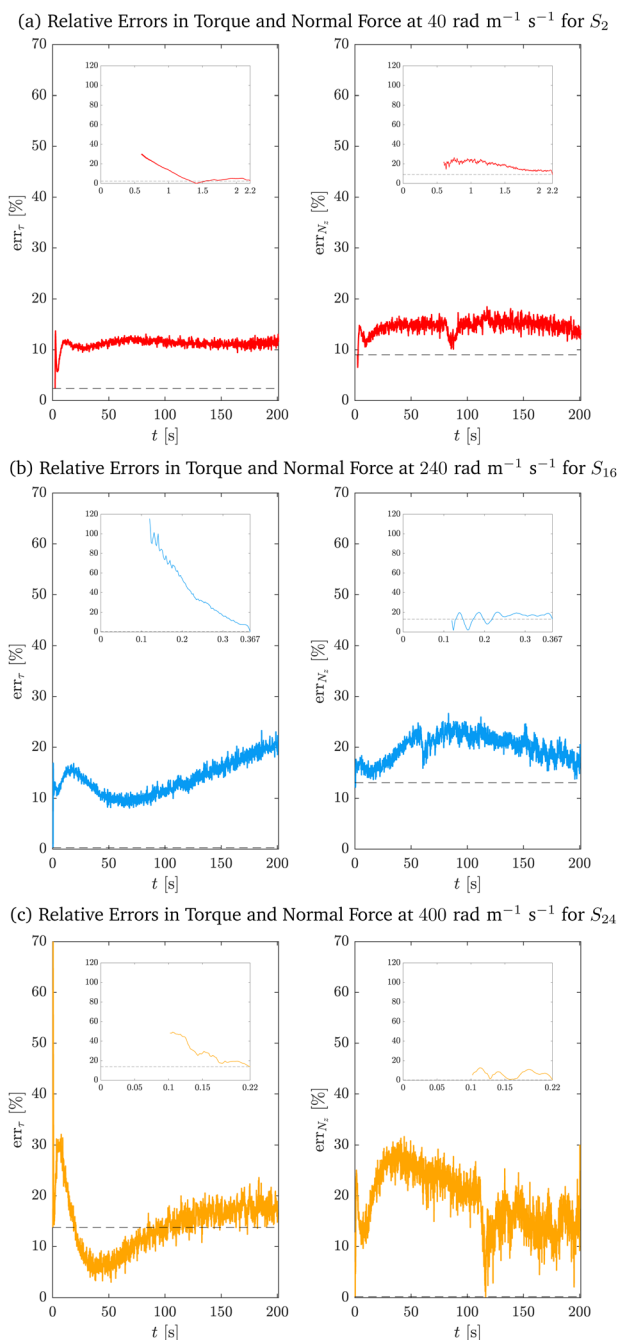 (a) Relative Errors in Torque and Normal Force at 40 rad m⁻¹ s⁻¹ for S₂
70 60 50 40 30 20 10 0
err_τ [%]
0 50 100 150 200
t [s]
120 100 80 60 40 20 0
0 0.5 1 1.5 2 2.2
70 60 50 40 30 20 10 0
err_{N_z} [%]
0 50 100 150 200
t [s]
120 100 80 60 40 20 0
0 0.5 1 1.5 2 2.2
(b) Relative Errors in Torque and Normal Force at 240 rad m⁻¹ s⁻¹ for S₁₆
70 60 50 40 30 20 10 0
err_τ [%]
0 50 100 150 200
t [s]
120 100 80 60 40 20 0
0 0.1 0.2 0.3 0.367
70 60 50 40 30 20 10 0
err_{N_z} [%]
0 50 100 150 200
t [s]
120 100 80 60 40 20 0
0 0.1 0.2 0.3 0.367
(c) Relative Errors in Torque and Normal Force at 400 rad m⁻¹ s⁻¹ for S₂₄
70 60 50 40 30 20 10 0
err_τ [%]
0 50 100 150 200
t [s]
120 100 80 60 40 20 0
0 0.05 0.1 0.15 0.22
70 60 50 40 30 20 10 0
err_{N_z} [%]
0 50 100 150 200
t [s]
120 100 80 60 40 20 0
0 0.05 0.1 0.15 0.22